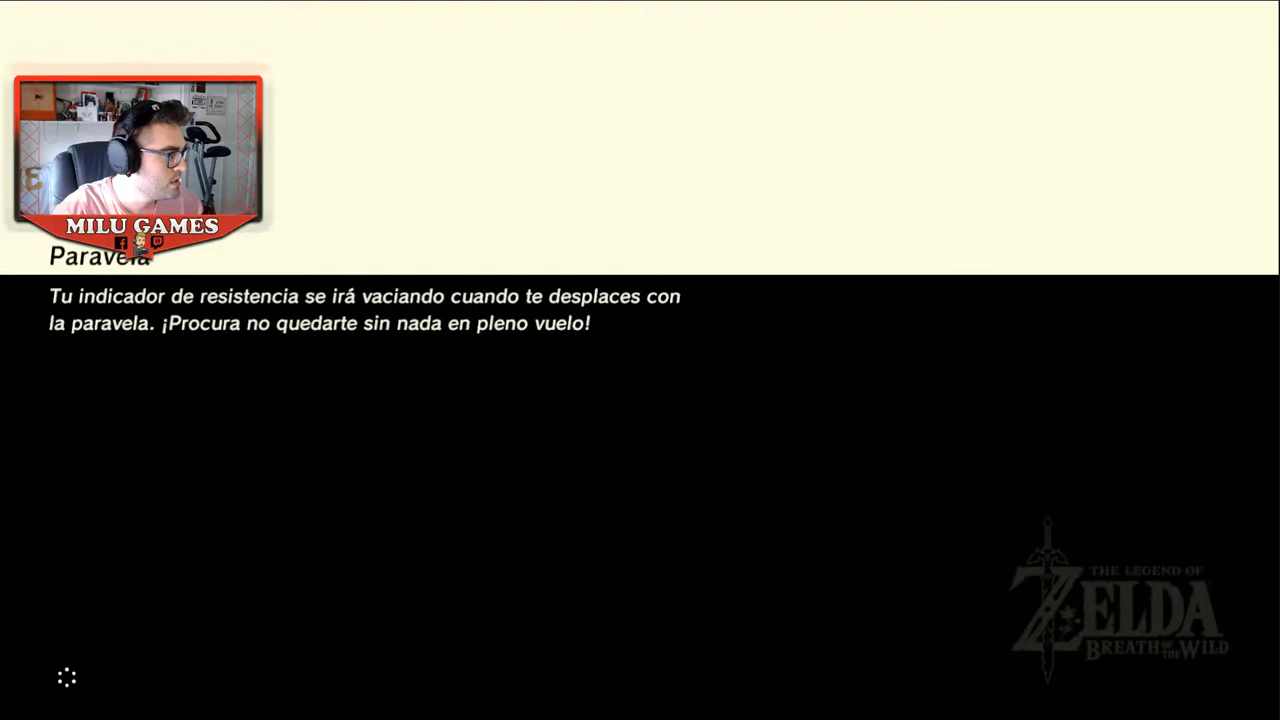 MILU GAMES
Paravela
Tu indicador de resistencia se irá vaciando cuando te desplaces con
la paravela. ¡Procura no quedarte sin nada en pleno vuelo!
THE LEGEND OF
ZELDA
BREATH OF THE WILD